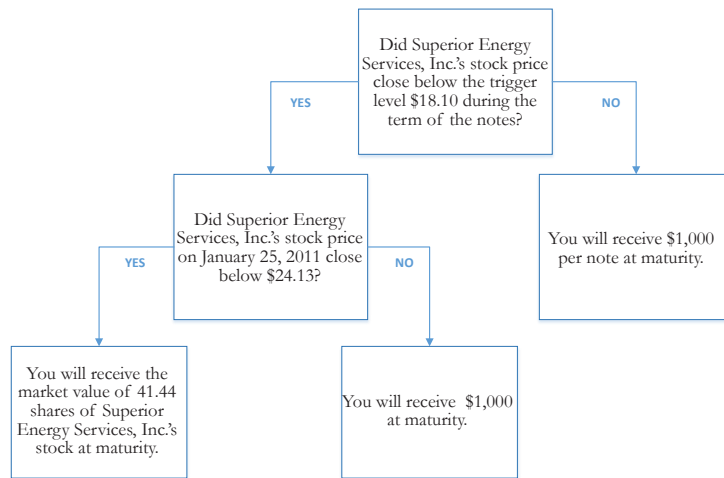 Did Superior Energy
Services, Inc.'s stock price
close below the trigger
level $18.10 during the
term of the notes?
YES
NO
Did Superior Energy
Services, Inc.'s stock price
on January 25, 2011 close
below $24.13?
You will receive $1,000
per note at maturity.
YES
NO
You will receive the
market value of 41.44
shares of Superior
Energy Services, Inc.'s
stock at maturity.
You will receive $1,000
at maturity.